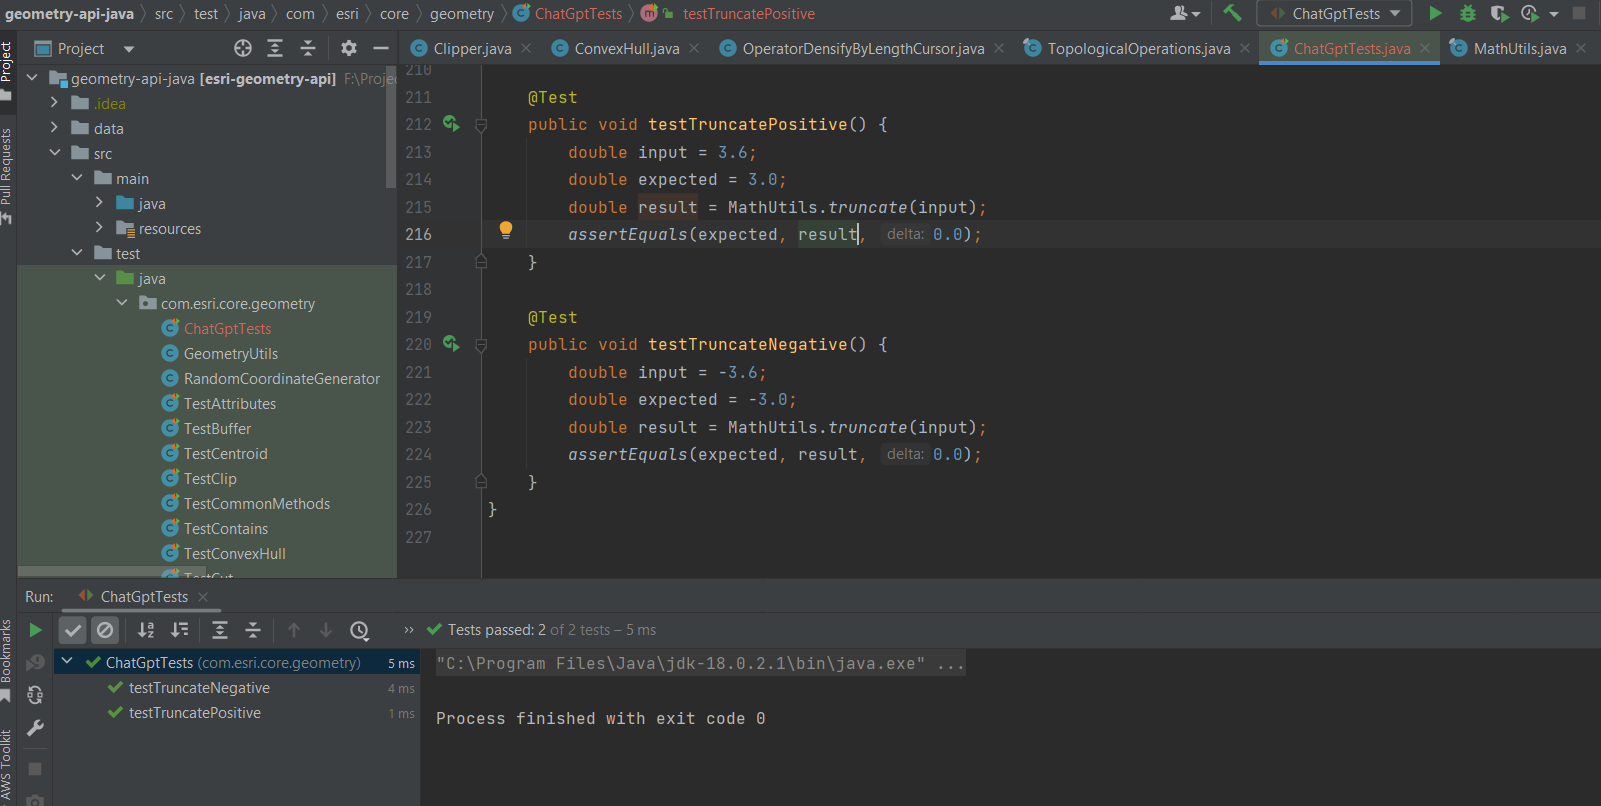 geometry-api-java src test java com esri core geometry ChatGptTests testTruncatePositive
ChatGptTests
Project
Clipper.java ConvexHull.java OperatorDensifyByLengthCursor.java TopologicalOperations.java ChatGptTests.java MathUtils.java
Project
Pull Requests
Bookmarks
AWS Toolkit
geometry-api-java [esri-geometry-api]
.idea
data
src
main
java
resources
test
java
com.esri.core.geometry
ChatGptTests
GeometryUtils
RandomCoordinateGenerator
TestAttributes
TestBuffer
TestCentroid
TestClip
TestCommonMethods
TestContains
TestConvexHull
TestCut
210
211 @Test
212 public void testTruncatePositive() {
213 double input = 3.6;
214 double expected = 3.0;
215 double result = MathUtils.truncate(input);
216 assertEquals(expected, result, delta: 0.0);
217 }
218
219 @Test
220 public void testTruncateNegative() {
221 double input = -3.6;
222 double expected = -3.0;
223 double result = MathUtils.truncate(input);
224 assertEquals(expected, result, delta: 0.0);
225 }
226 }
227
Run: ChatGptTests
Tests passed: 2 of 2 tests – 5 ms
ChatGptTests (com.esri.core.geometry) 5 ms
testTruncateNegative 4 ms
testTruncatePositive 1 ms
"C:\Program Files\Java\jdk-18.0.2.1\bin\java.exe" ...
Process finished with exit code 0